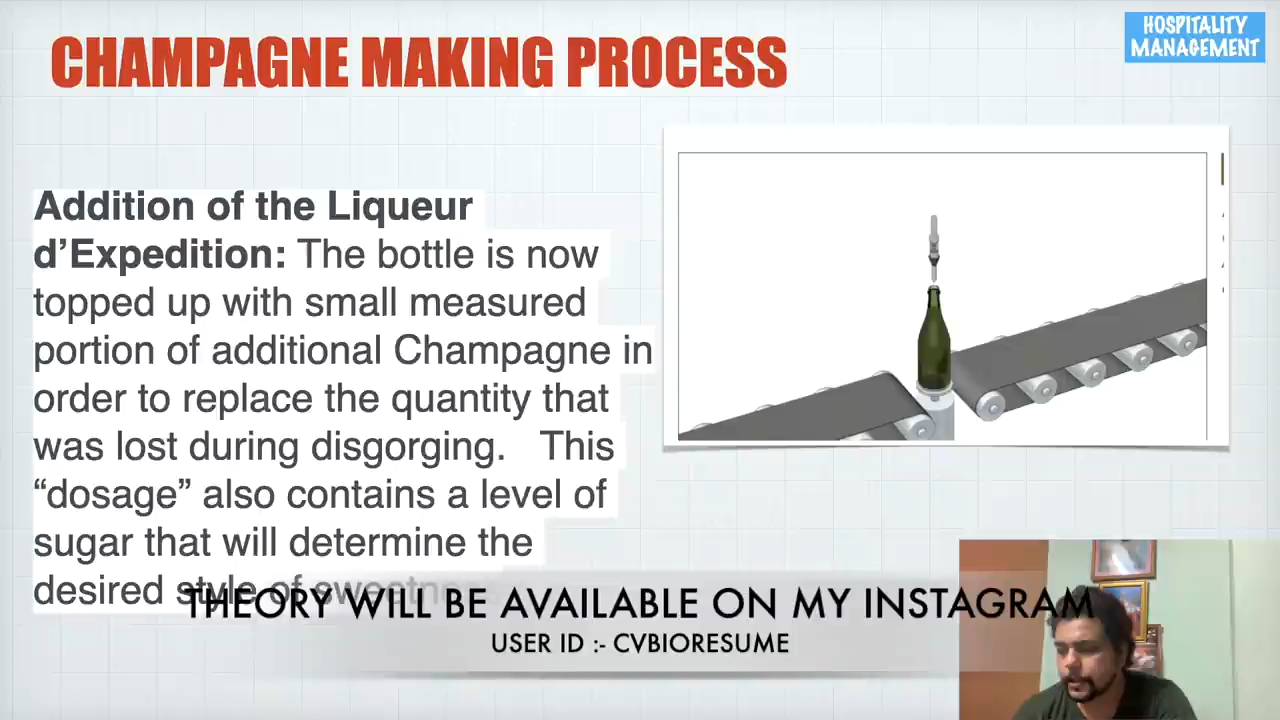 CHAMPAGNE MAKING PROCESS
HOSPITALITY
MANAGEMENT
Addition of the Liqueur
d’Expedition: The bottle is now
topped up with small measured
portion of additional Champagne in
order to replace the quantity that
was lost during disgorging. This
“dosage” also contains a level of
sugar that will determine the
desired style of
THEORY WILL BE AVAILABLE ON MY INSTAGRAM
USER ID :- CVBIORESUME